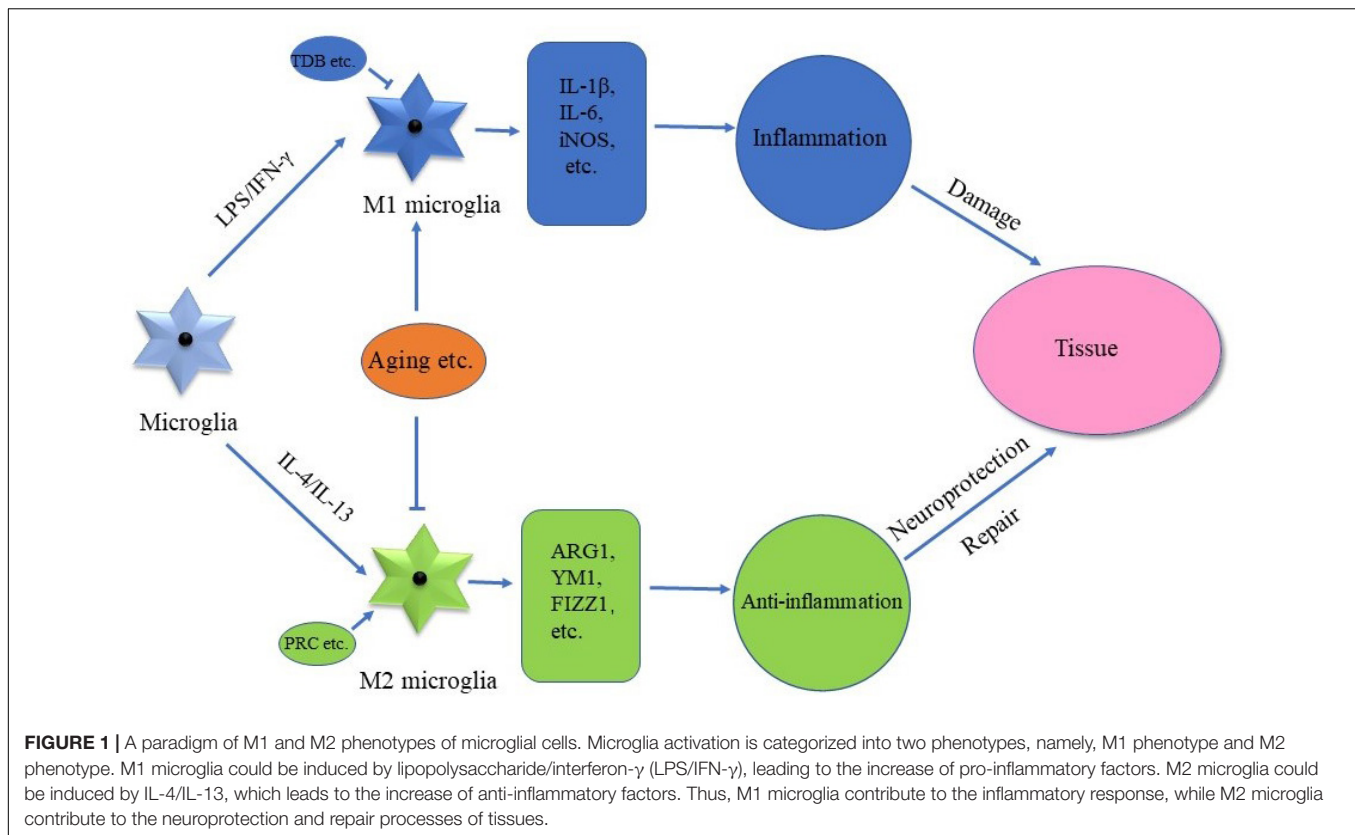 TDB etc.
IL-1β,
IL-6,
iNOS,
etc.
Inflammation
LPS/IFN-γ
M1 microglia
Damage
Aging etc.
Tissue
Microglia
IL-4/IL-13
Neuroprotection
Repair
ARG1,
YM1,
FIZZ1,
etc.
Anti-inflammation
PRC etc.
M2 microglia
FIGURE 1 | A paradigm of M1 and M2 phenotypes of microglial cells. Microglia activation is categorized into two phenotypes, namely, M1 phenotype and M2
phenotype. M1 microglia could be induced by lipopolysaccharide/interferon-γ (LPS/IFN-γ), leading to the increase of pro-inflammatory factors. M2 microglia could
be induced by IL-4/IL-13, which leads to the increase of anti-inflammatory factors. Thus, M1 microglia contribute to the inflammatory response, while M2 microglia
contribute to the neuroprotection and repair processes of tissues.